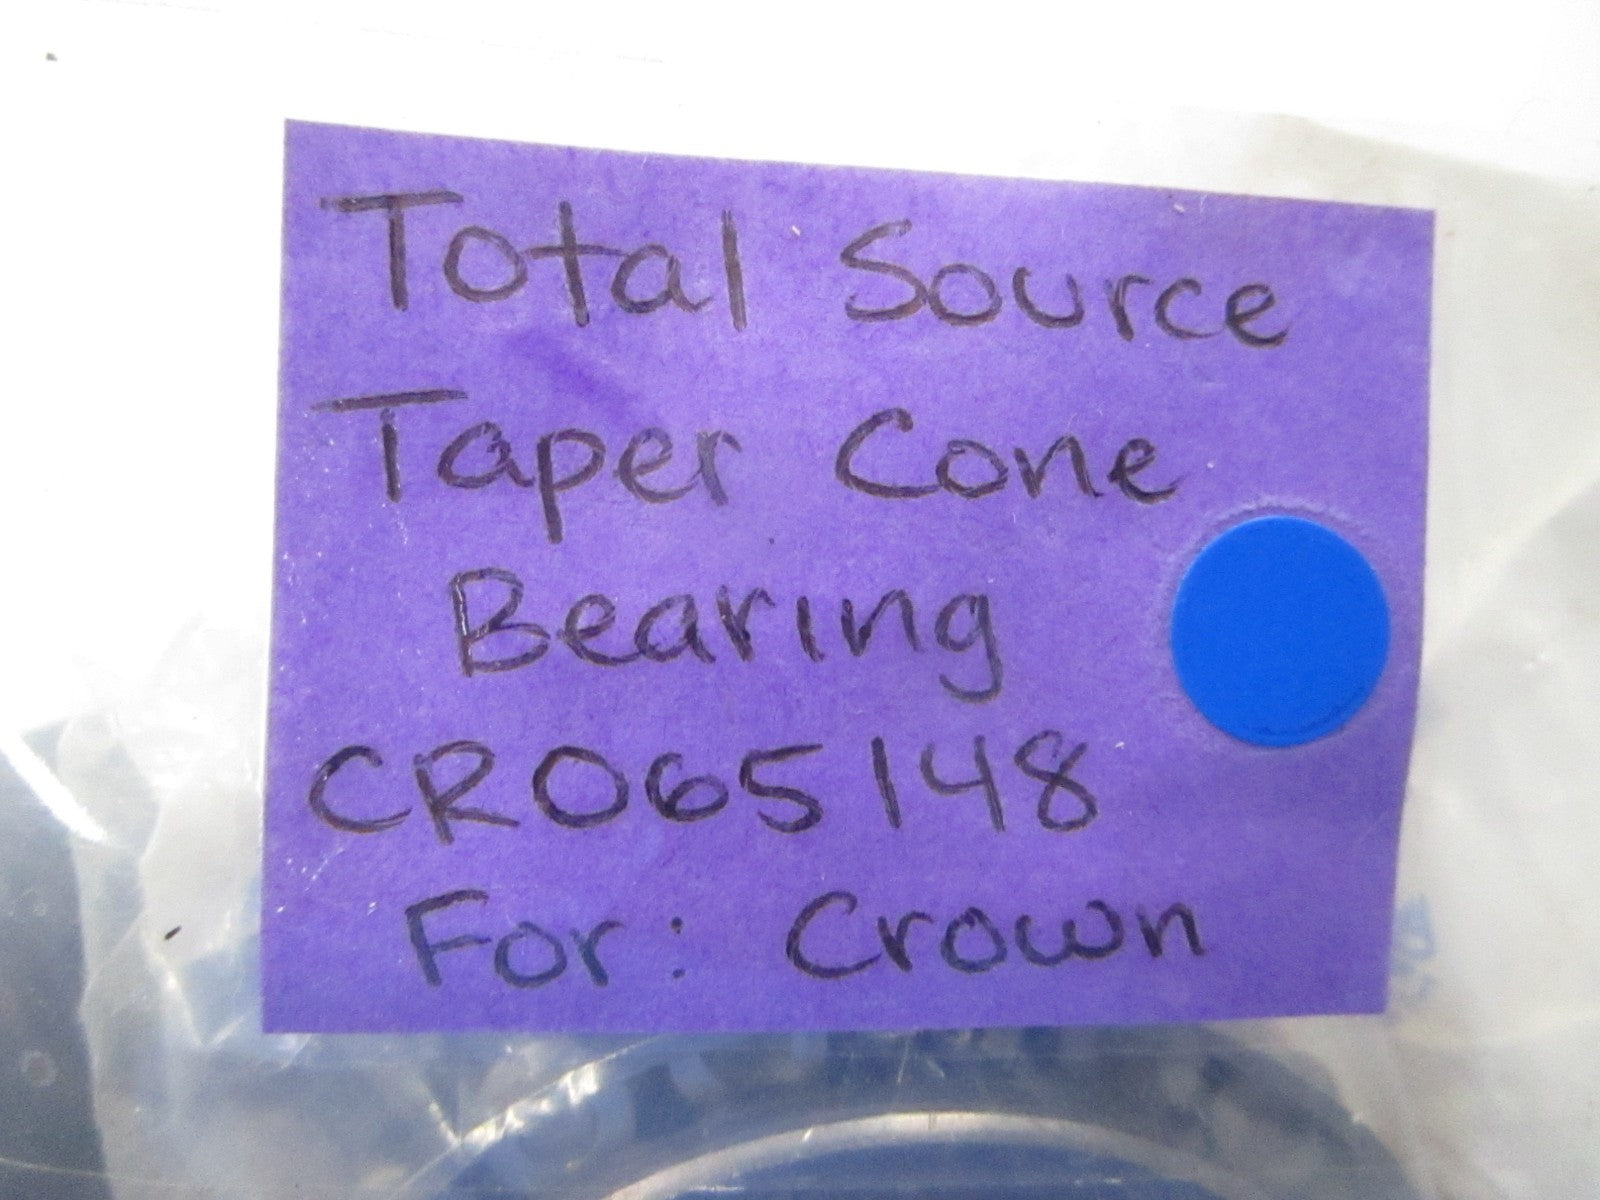 Total Source
Taper Cone
Bearing
CR065148
For: Crown